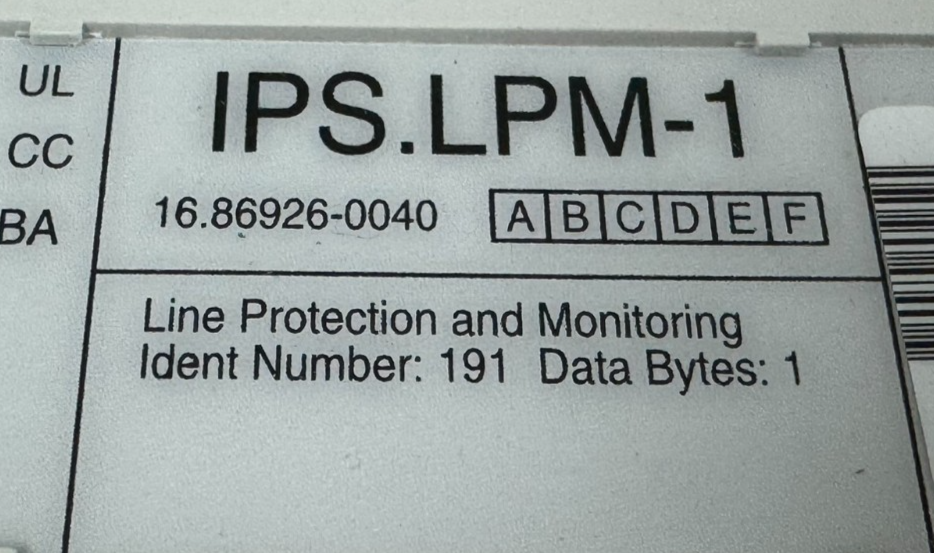 UL
CC
BA
IPS.LPM-1
16.86926-0040 A B C D E F
Line Protection and Monitoring
Ident Number: 191 Data Bytes: 1